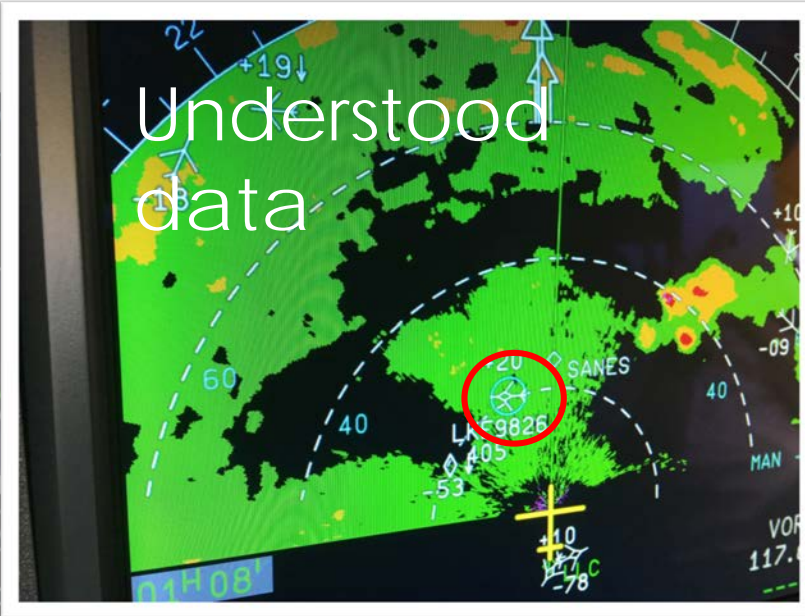 22
+19↓
Understood
data
-18
+10
+20
SANES
-09
60
40
40
LKE9826
405
-53
MAN
VOR
+10
117.
-78
01H08'